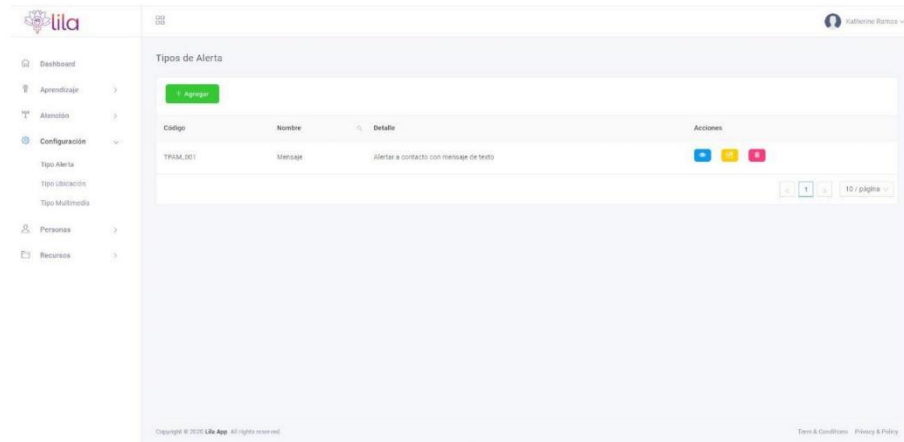 lila
Katherine Ramos
Dashboard
Aprendizaje
Atención
Configuración
Tipo Alerta
Tipo Ubicación
Tipo Multimedia
Personas
Recursos
Tipos de Alerta
+ Agregar
Código Nombre Detalle Acciones
TPAM_001 Mensaje Alertar a contacto con mensaje de texto
< 1 > 10 / página
Copyright © 2020 Lila App. All rights reserved. Term & Conditions Privacy & Policy